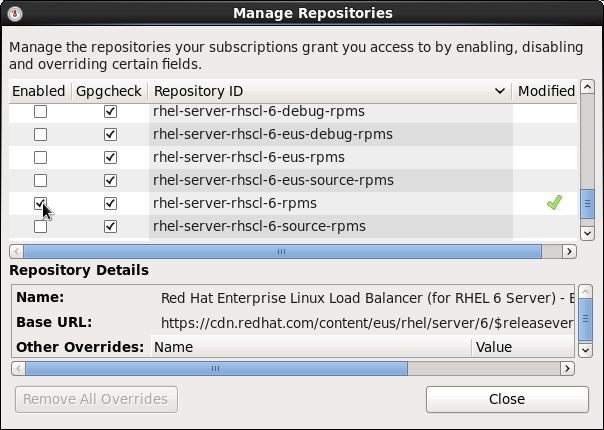 Manage Repositories
Manage the repositories your subscriptions grant you access to by enabling, disabling
and overriding certain fields.
Enabled Gpgcheck Repository ID Modified
rhel-server-rhscl-6-debug-rpms
rhel-server-rhscl-6-eus-debug-rpms
rhel-server-rhscl-6-eus-rpms
rhel-server-rhscl-6-eus-source-rpms
rhel-server-rhscl-6-rpms
rhel-server-rhscl-6-source-rpms
Repository Details
Name: Red Hat Enterprise Linux Load Balancer (for RHEL 6 Server) -
Base URL: https://cdn.redhat.com/content/eus/rhel/server/6/$releasever
Other Overrides: Name Value
Remove All Overrides Close